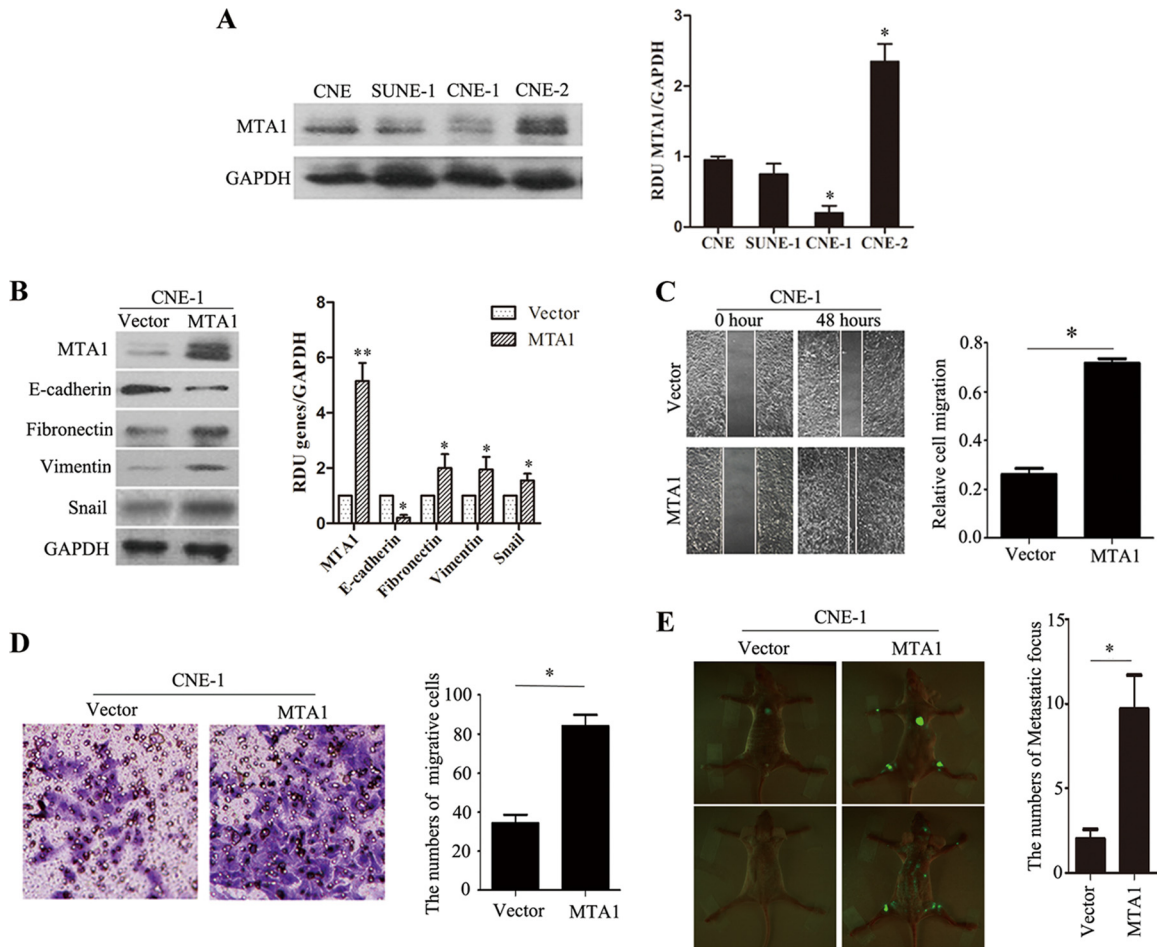 A
CNE SUNE-1 CNE-1 CNE-2
MTA1
GAPDH
RDU MTA1/GAPDH
3
2
1
0
* *
CNE SUNE-1 CNE-1 CNE-2
B
CNE-1
Vector MTA1
MTA1
E-cadherin
Fibronectin
Vimentin
Snail
GAPDH
RDU genes/GAPDH
8
6
4
2
0
Vector
MTA1
** * * * *
MTA1 E-cadherin Fibronectin Vimentin Snail
C
CNE-1
0 hour 48 hours
Vector
MTA1
Relative cell migration
0.8
0.6
0.4
0.2
0.0
*
Vector MTA1
D
CNE-1
Vector MTA1
The numbers of migrative cells
100
80
60
40
20
0
*
Vector MTA1
E
CNE-1
Vector MTA1
The numbers of Metastatic focus
15
10
5
0
*
Vector MTA1